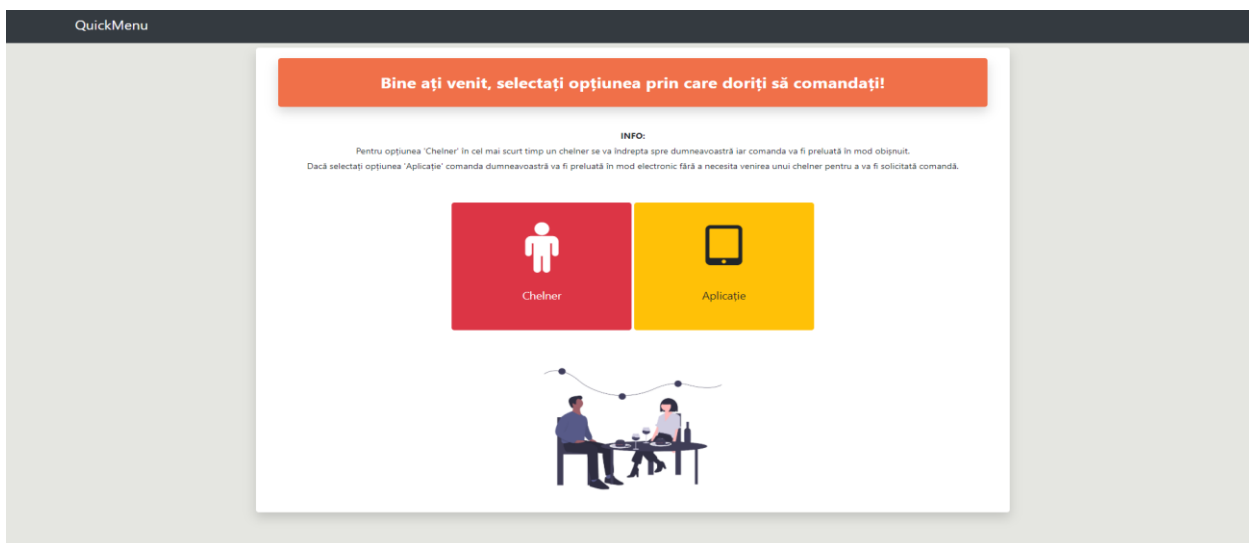 QuickMenu
Bine ați venit, selectați opțiunea prin care doriți să comandați!
INFO:
Pentru opțiunea 'Chelner' în cel mai scurt timp un chelner se va îndrepta spre dumneavoastră iar comanda va fi preluată în mod obișnuit.
Dacă selectați opțiunea 'Aplicație' comanda dumneavoastră va fi preluată în mod electronic fără a necesita venirea unui chelner pentru a va fi solicitată comandă.
Chelner
Aplicație